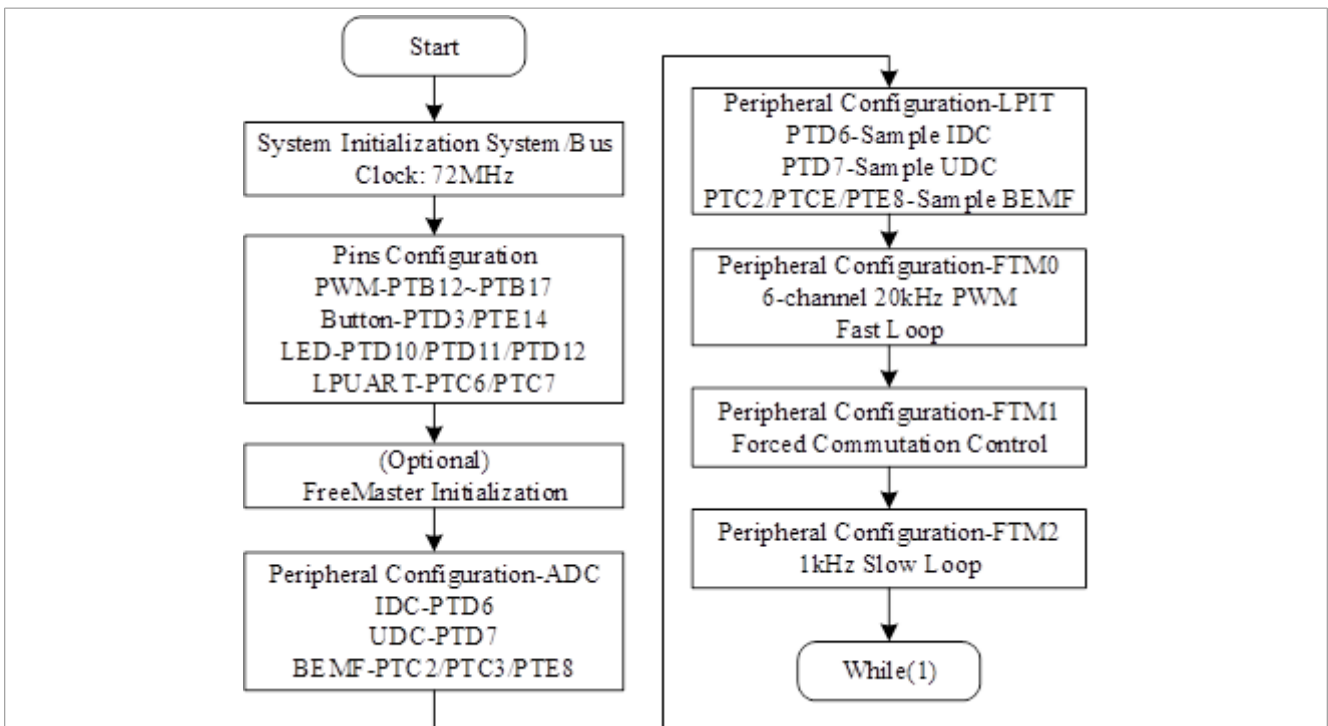 Start
System Initialization System/Bus
Clock: 72MHz
Pins Configuration
PWM-PTB12~PTB17
Button-PTD3/PTE14
LED-PTD10/PTD11/PTD12
LPUART-PTC6/PTC7
(Optional)
FreeMaster Initialization
Peripheral Configuration-ADC
IDC-PTD6
UDC-PTD7
BEMF-PTC2/PTC3/PTE8
Peripheral Configuration-LPIT
PTD6-Sample IDC
PTD7-Sample UDC
PTC2/PTCE/PTE8-Sample BEMF
Peripheral Configuration-FTM0
6-channel 20kHz PWM
Fast Loop
Peripheral Configuration-FTM1
Forced Commutation Control
Peripheral Configuration-FTM2
1kHz Slow Loop
While(1)